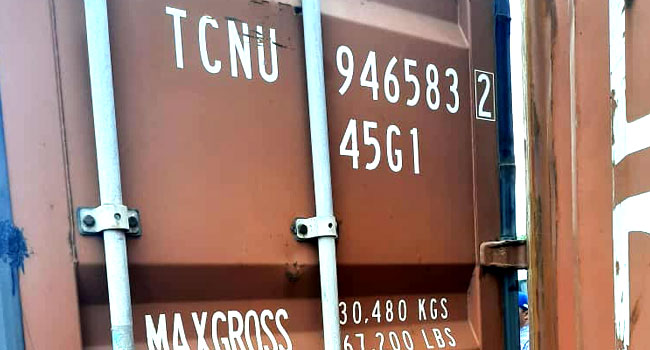 TCNU 946583 2
45G1
MAXGROSS 30,480 KGS
67,200 LBS